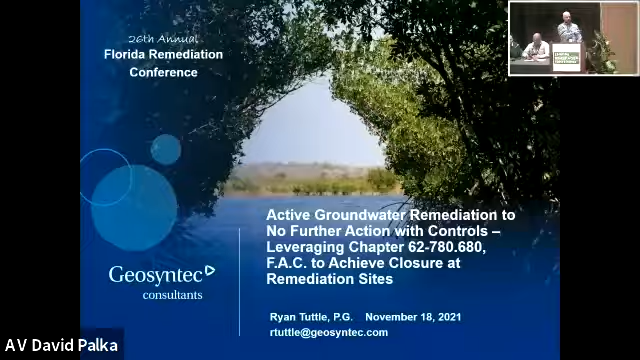 26th Annual
Florida Remediation
Conference
Active Groundwater Remediation to
No Further Action with Controls –
Leveraging Chapter 62-780.680,
F.A.C. to Achieve Closure at
Remediation Sites
Geosyntec
consultants
Ryan Tuttle, P.G. November 18, 2021
rtuttle@geosyntec.com
AV David Palka